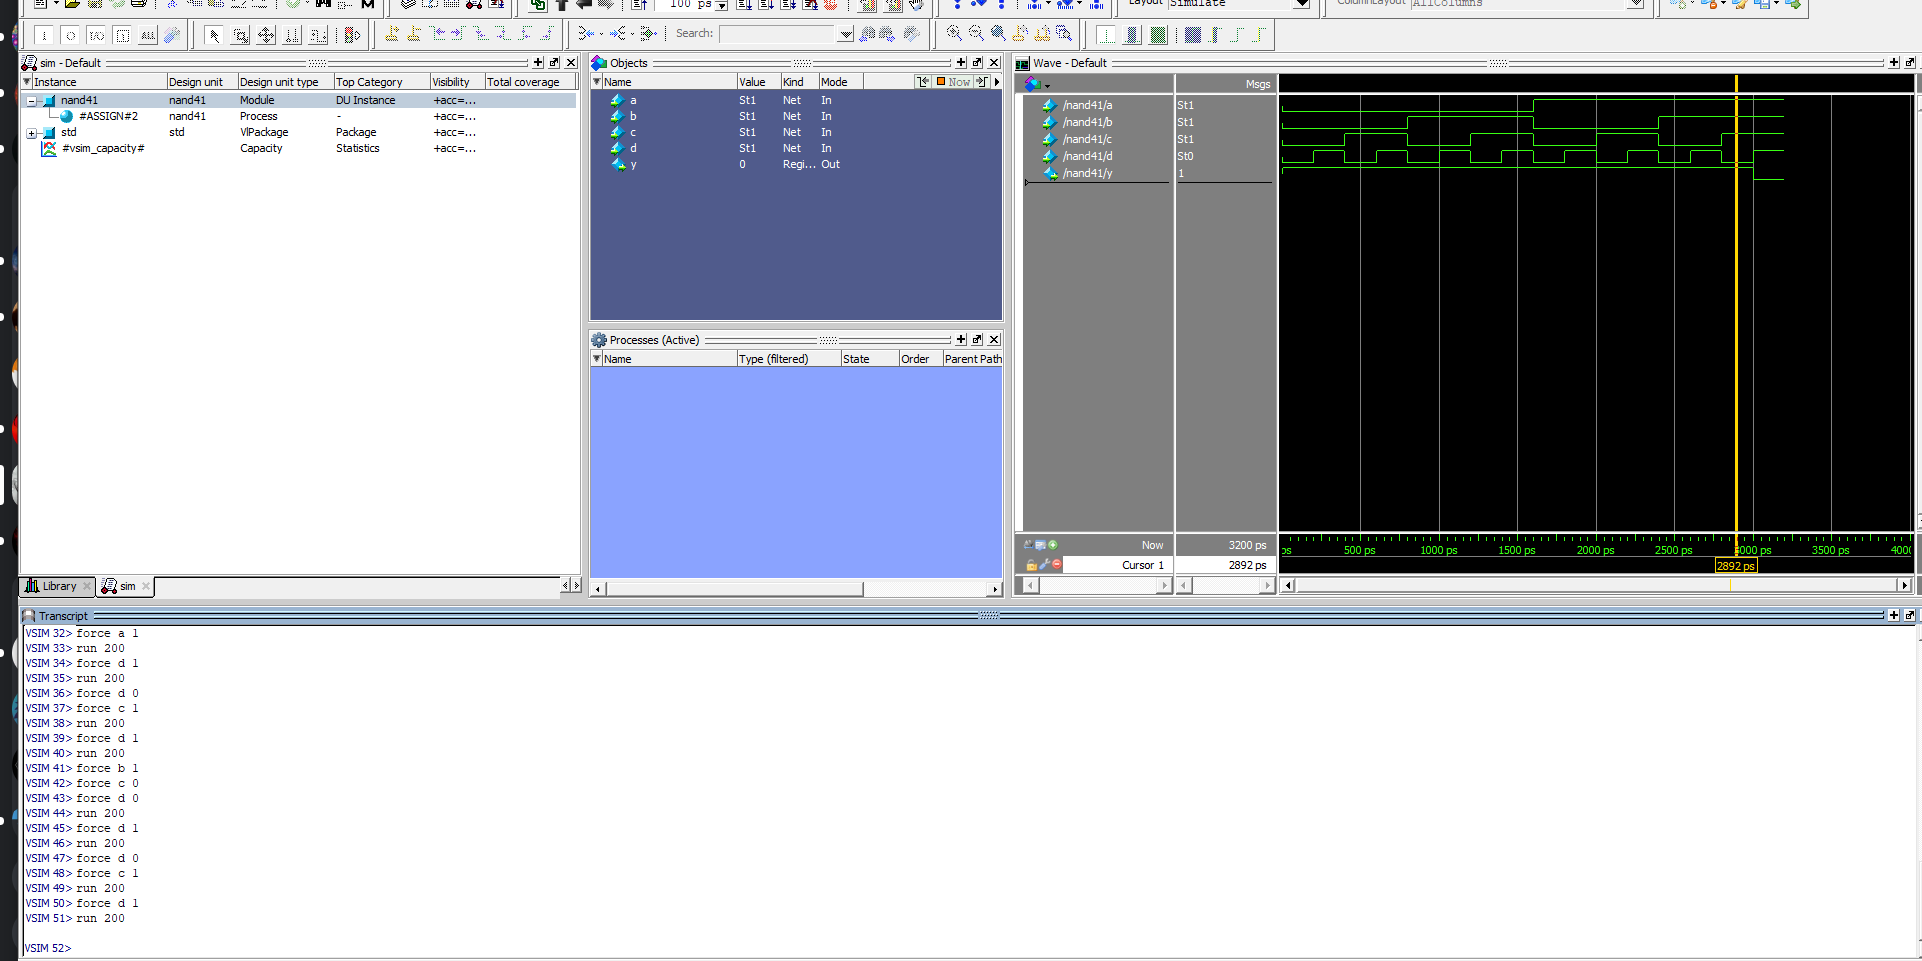 100 ps
Layout Simulate
ColumnLayout AllColumns
ALL
Search:
sim - Default
Instance Design unit Design unit type Top Category Visibility Total coverage
nand41 nand41 Module DU Instance +acc=...
#ASSIGN#2 nand41 Process - +acc=...
std std VlPackage Package +acc=...
#vsim_capacity# Capacity Statistics +acc=...
Library sim
Objects
Name Value Kind Mode Now
a St1 Net In
b St1 Net In
c St1 Net In
d St1 Net In
y 0 Regi... Out
Processes (Active)
Name Type (filtered) State Order Parent Path
Wave - Default
Msgs
/nand41/a St1
/nand41/b St1
/nand41/c St1
/nand41/d St0
/nand41/y 1
Now 3200 ps
ps 500 ps 1000 ps 1500 ps 2000 ps 2500 ps 3000 ps 3500 ps 4000
Cursor 1 2892 ps
2892 ps
Transcript
VSIM 32> force a 1
VSIM 33> run 200
VSIM 34> force d 1
VSIM 35> run 200
VSIM 36> force d 0
VSIM 37> force c 1
VSIM 38> run 200
VSIM 39> force d 1
VSIM 40> run 200
VSIM 41> force b 1
VSIM 42> force c 0
VSIM 43> force d 0
VSIM 44> run 200
VSIM 45> force d 1
VSIM 46> run 200
VSIM 47> force d 0
VSIM 48> force c 1
VSIM 49> run 200
VSIM 50> force d 1
VSIM 51> run 200
VSIM 52>